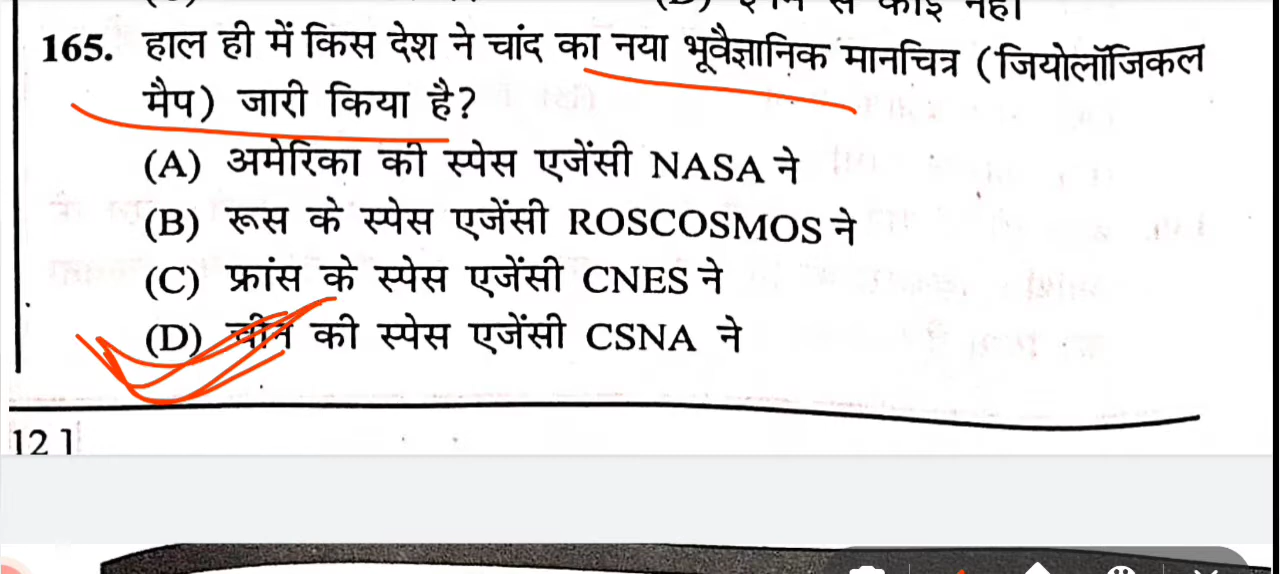 165. हाल ही में किस देश ने चांद का नया भूवैज्ञानिक मानचित्र (जियोलॉजिकल
मैप) जारी किया है?
(A) अमेरिका की स्पेस एजेंसी NASA ने
(B) रूस के स्पेस एजेंसी ROSCOSMOS ने
(C) फ्रांस के स्पेस एजेंसी CNES ने
(D) चीन की स्पेस एजेंसी CSNA ने
12 ]